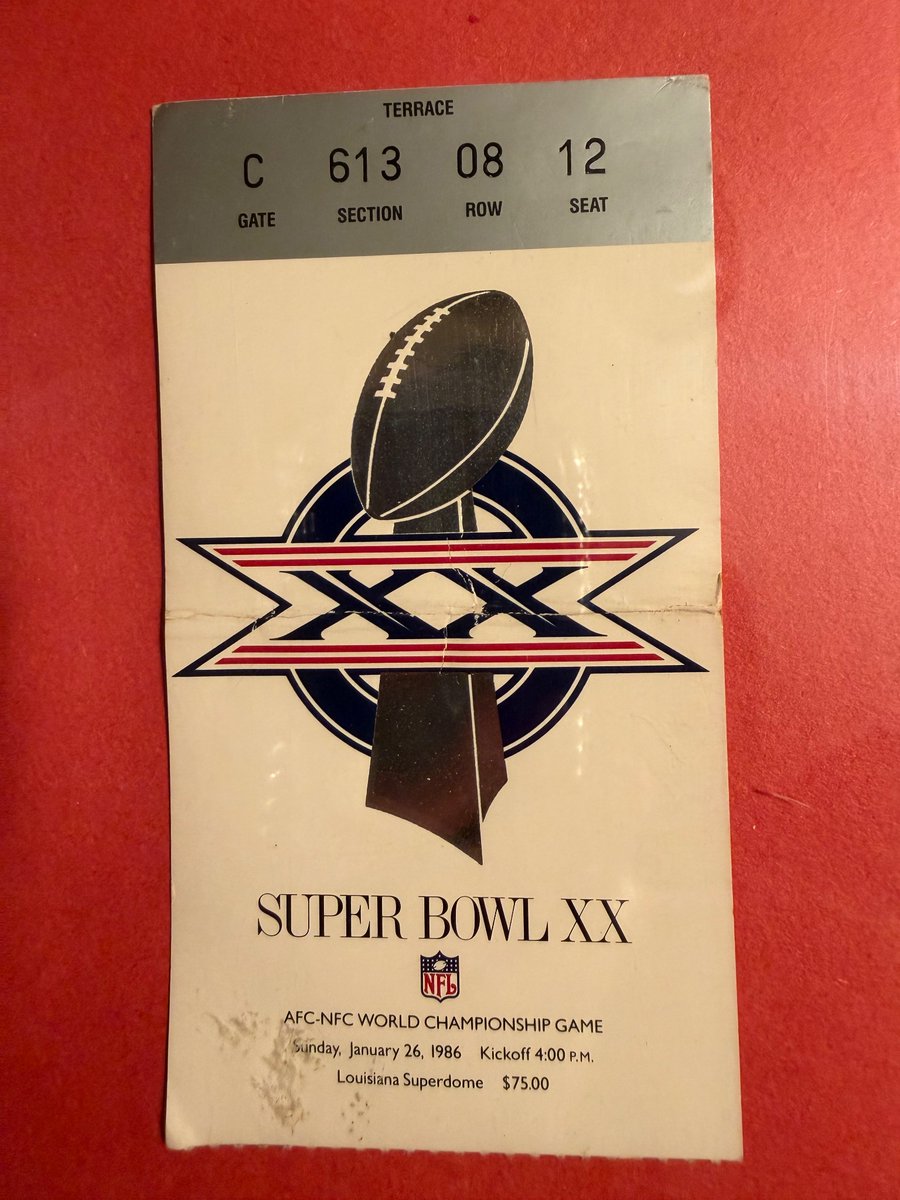 TERRACE
C 613 08 12
GATE SECTION ROW SEAT
XX
SUPER BOWL XX
NFL
AFC-NFC WORLD CHAMPIONSHIP GAME
Sunday, January 26, 1986 Kickoff 4:00 P.M.
Louisiana Superdome $75.00